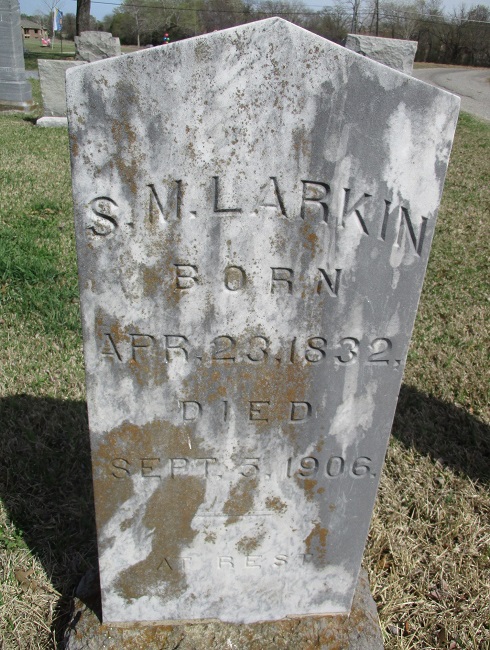 S. M. LARKIN
BORN
APR. 23, 1832.
DIED
SEPT. 5, 1906.
AT REST